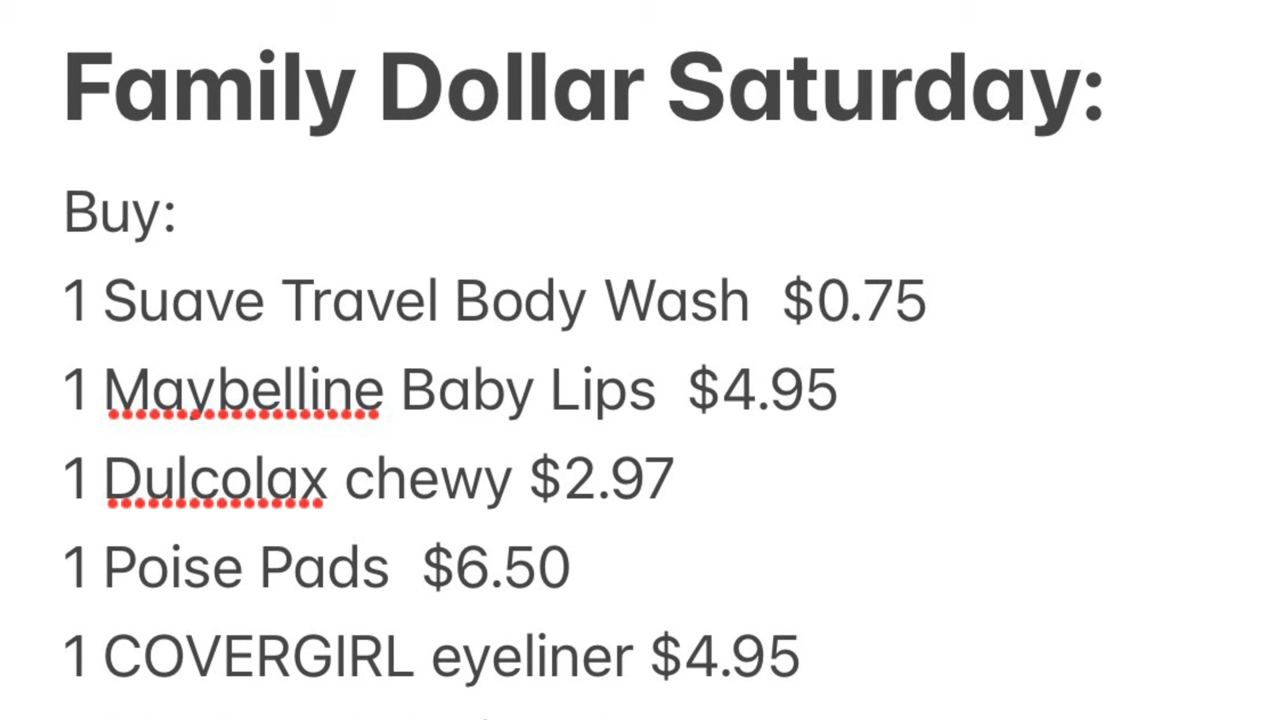 Family Dollar Saturday:
Buy:
1 Suave Travel Body Wash  $0.75
1 Maybelline Baby Lips  $4.95
1 Dulcolax chewy $2.97
1 Poise Pads  $6.50
1 COVERGIRL eyeliner $4.95